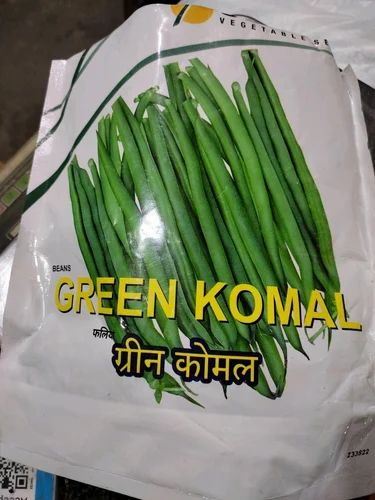 VEGETABLE SE
BEANS
GREEN KOMAL
फलियां
ग्रीन कोमल
233822